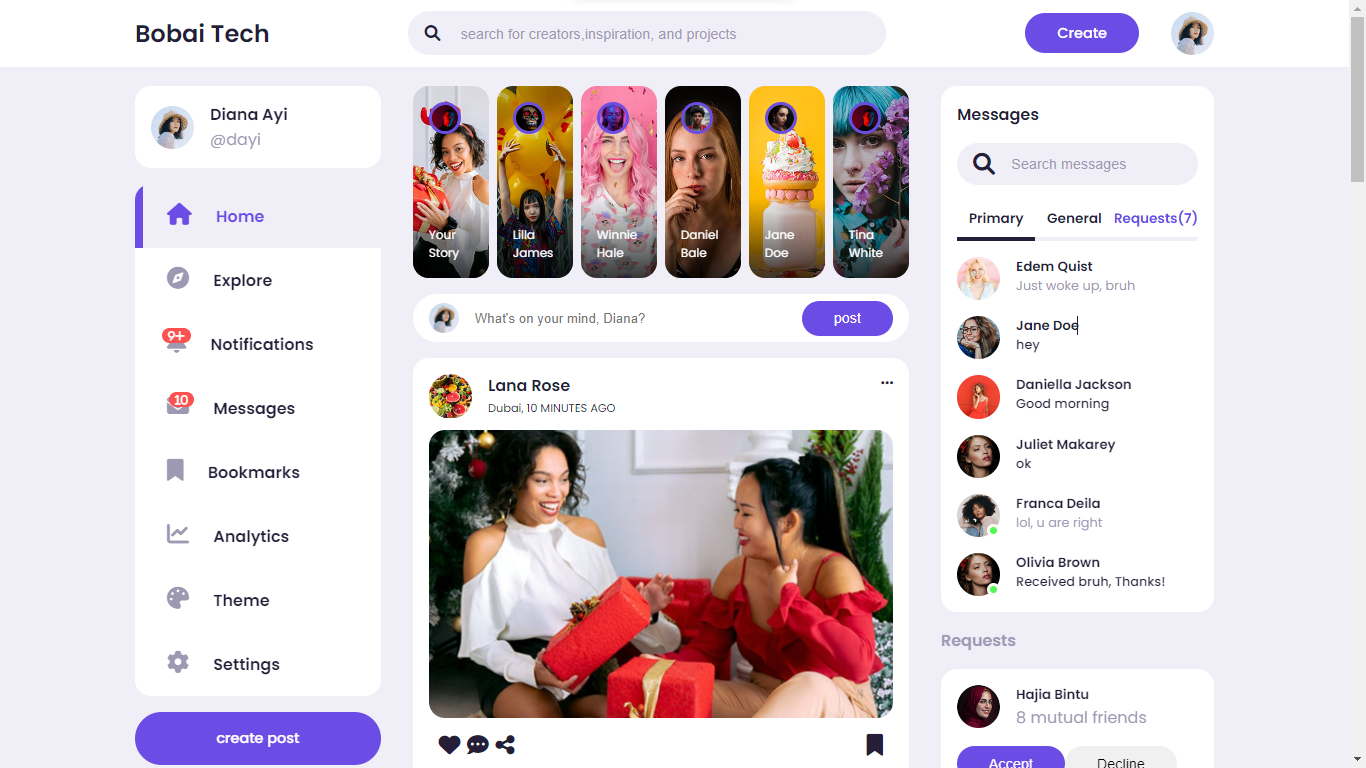 Bobai Tech
search for creators,inspiration, and projects
Create
Diana Ayi
@dayi
Home
Explore
9+
Notifications
10
Messages
Bookmarks
Analytics
Theme
Settings
create post
Your
Story
Lilla
James
Winnie
Hale
Daniel
Bale
Jane
Doe
Tina
White
What's on your mind, Diana?
post
Lana Rose
Dubai, 10 MINUTES AGO
Messages
Search messages
Primary General Requests(7)
Edem Quist
Just woke up, bruh
Jane Doe
hey
Daniella Jackson
Good morning
Juliet Makarey
ok
Franca Deila
lol, u are right
Olivia Brown
Received bruh, Thanks!
Requests
Hajia Bintu
8 mutual friends
Accept
Decline